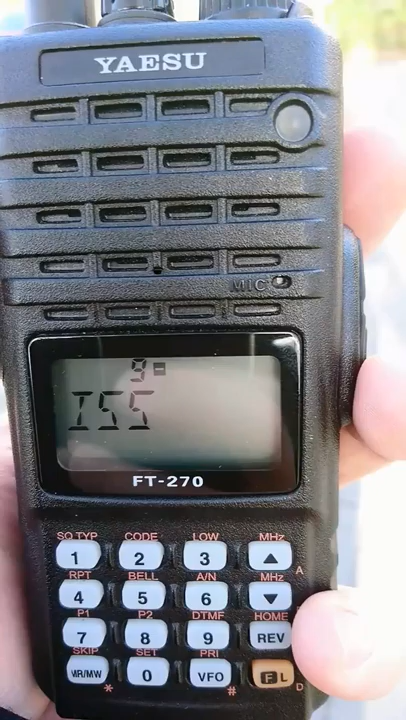 YAESU
MIC
9
ISS
FT-270
SQ TYP CODE LOW MHz
1 2 3 ▲ A
RPT BELL A/N MHz
4 5 6 ▼
P1 P2 DTMF HOME
7 8 9 REV
SKIP SET PRI
MR/MW 0 VFO F L
* # D